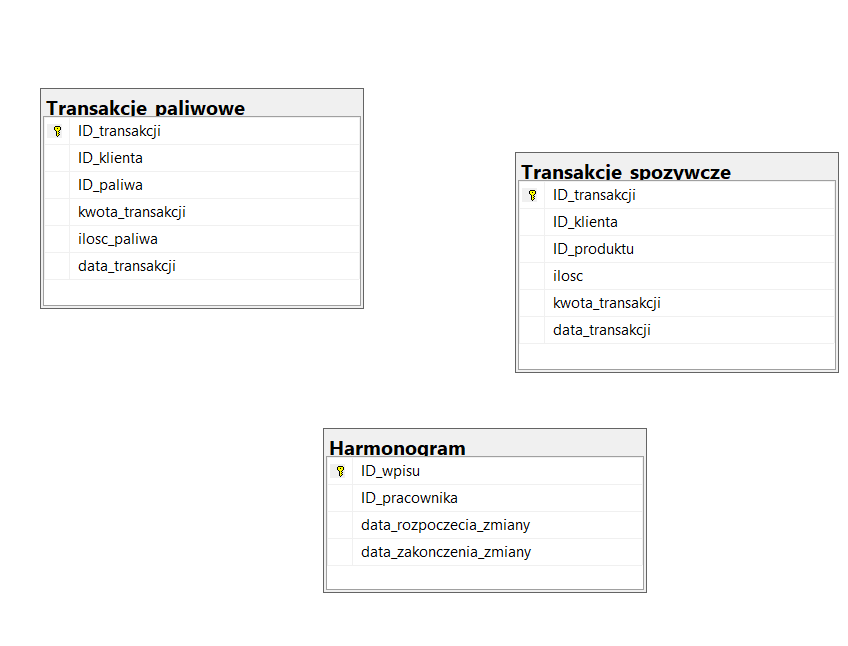 Transakcje_paliwowe
ID_transakcji
ID_klienta
ID_paliwa
kwota_transakcji
ilosc_paliwa
data_transakcji
Transakcje_spozywcze
ID_transakcji
ID_klienta
ID_produktu
ilosc
kwota_transakcji
data_transakcji
Harmonogram
ID_wpisu
ID_pracownika
data_rozpoczecia_zmiany
data_zakonczenia_zmiany